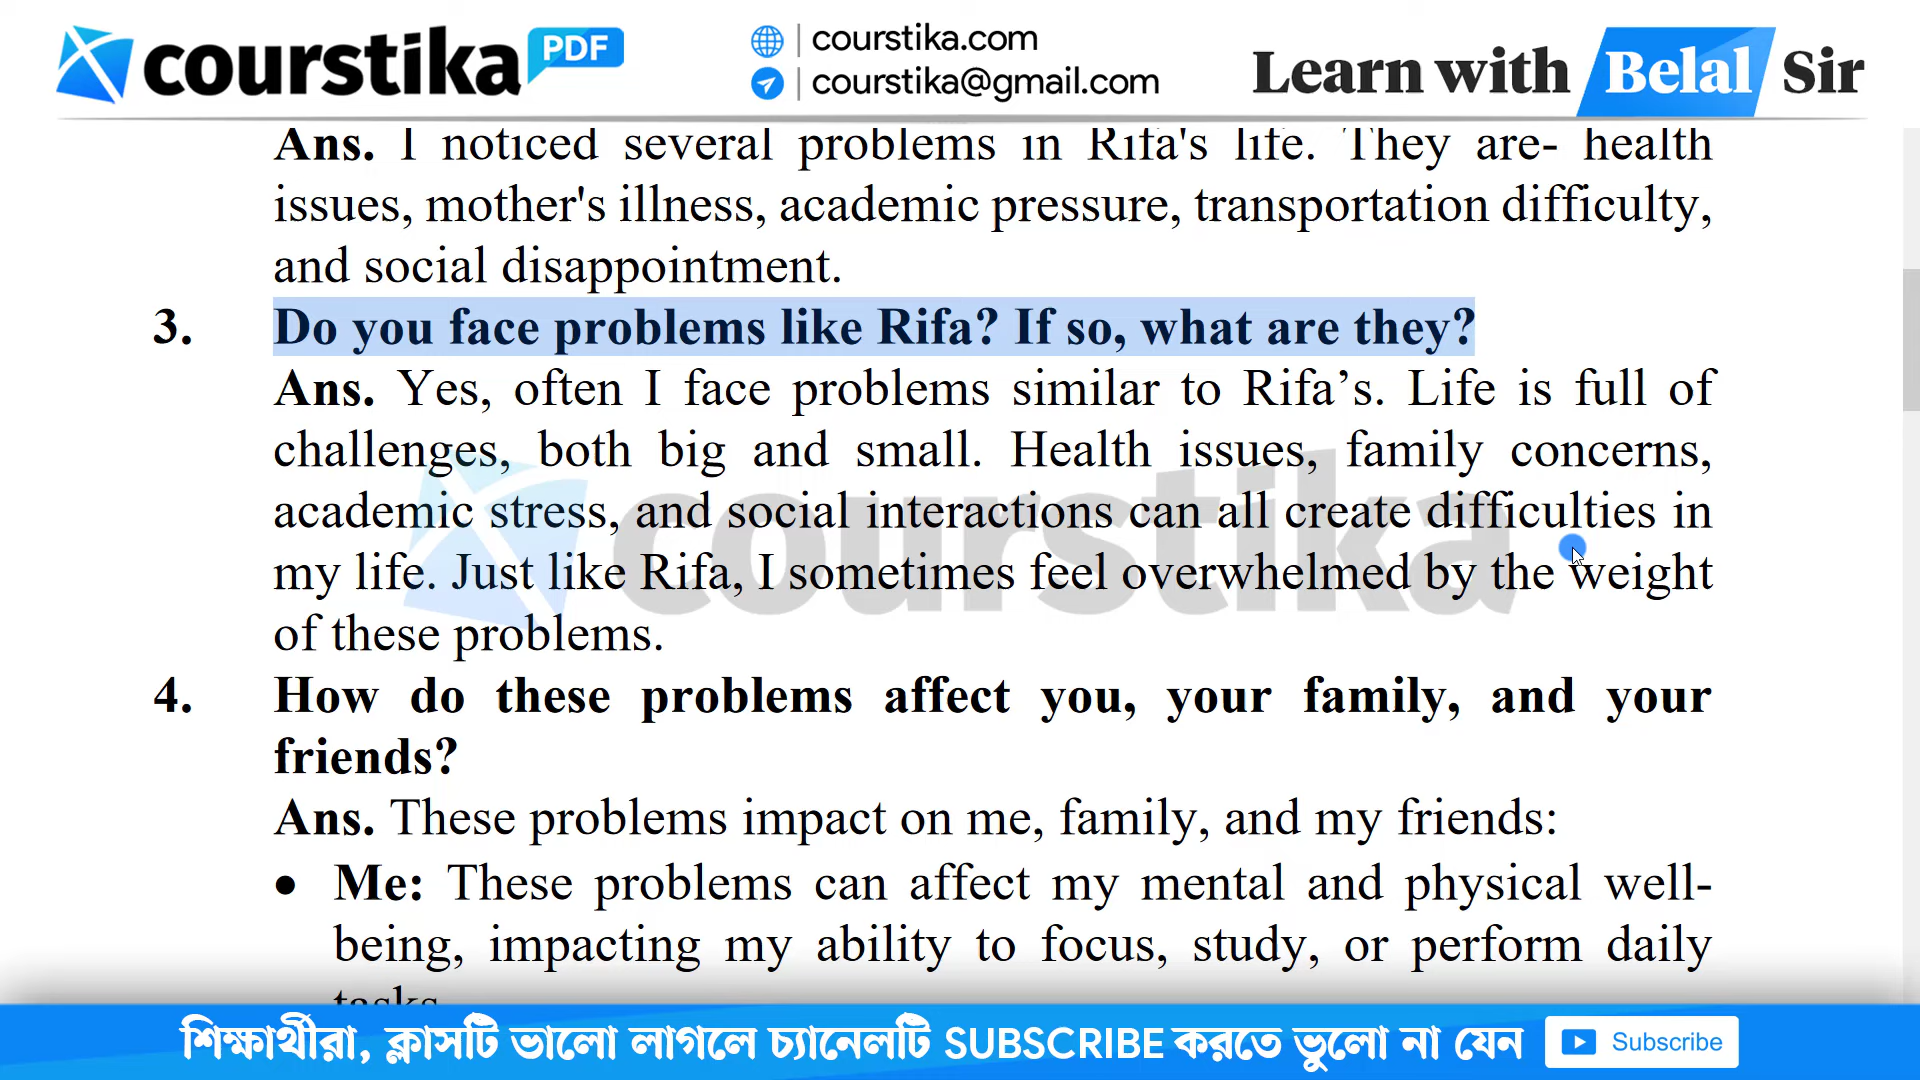 courstika PDF
courstika.com
courstika@gmail.com
Learn with Belal Sir
Ans. I noticed several problems in Rifa's life. They are- health
issues, mother's illness, academic pressure, transportation difficulty,
and social disappointment.
3. Do you face problems like Rifa? If so, what are they?
Ans. Yes, often I face problems similar to Rifa’s. Life is full of
challenges, both big and small. Health issues, family concerns,
academic stress, and social interactions can all create difficulties in
my life. Just like Rifa, I sometimes feel overwhelmed by the weight
of these problems.
courstika
4. How do these problems affect you, your family, and your
friends?
Ans. These problems impact on me, family, and my friends:
• Me: These problems can affect my mental and physical well-
being, impacting my ability to focus, study, or perform daily
tasks.
শিক্ষার্থীরা, ক্লাসটি ভালো লাগলে চ্যানেলটি SUBSCRIBE করতে ভুলো না যেন
Subscribe